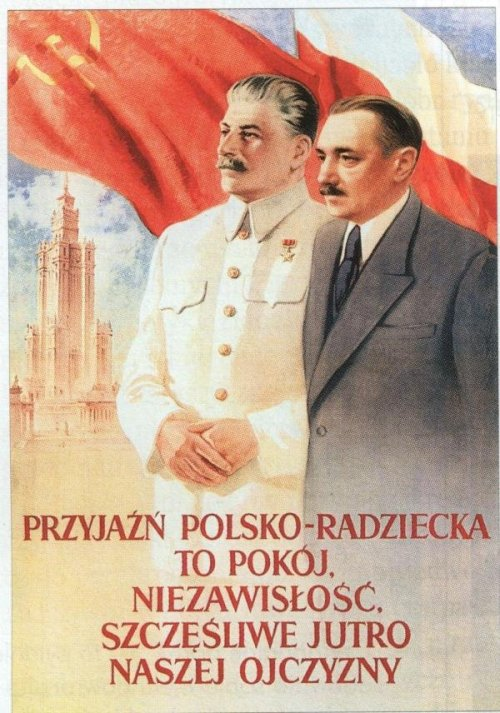 PRZYJAŹŃ POLSKO-RADZIECKA
TO POKÓJ,
NIEZAWISŁOŚĆ,
SZCZĘŚLIWE JUTRO
NASZEJ OJCZYZNY